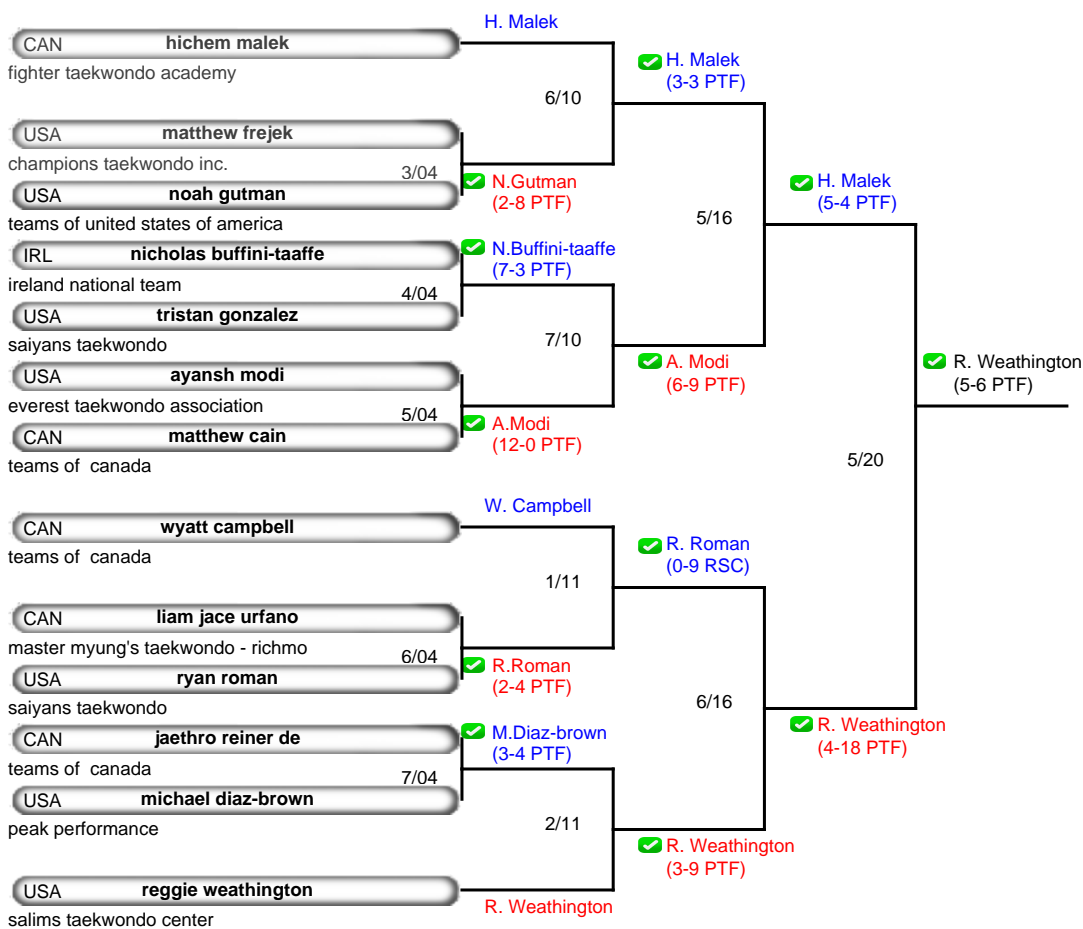 H. Malek
CAN hichem malek
fighter taekwondo academy
H. Malek
(3-3 PTF)
6/10
USA matthew frejek
champions taekwondo inc.
3/04
USA noah gutman
teams of united states of america
N.Gutman
(2-8 PTF)
H. Malek
(5-4 PTF)
5/16
IRL nicholas buffini-taaffe
ireland national team
N.Buffini-taaffe
(7-3 PTF)
4/04
USA tristan gonzalez
saiyans taekwondo
7/10
USA ayansh modi
everest taekwondo association
A. Modi
(6-9 PTF)
5/04
CAN matthew cain
teams of  canada
A.Modi
(12-0 PTF)
R. Weathington
(5-6 PTF)
5/20
W. Campbell
CAN wyatt campbell
teams of  canada
R. Roman
(0-9 RSC)
1/11
CAN liam jace urfano
master myung's taekwondo - richmo
6/04
USA ryan roman
saiyans taekwondo
R.Roman
(2-4 PTF)
6/16
R. Weathington
(4-18 PTF)
CAN jaethro reiner de
teams of  canada
M.Diaz-brown
(3-4 PTF)
7/04
USA michael diaz-brown
peak performance
2/11
R. Weathington
(3-9 PTF)
USA reggie weathington
salims taekwondo center
R. Weathington